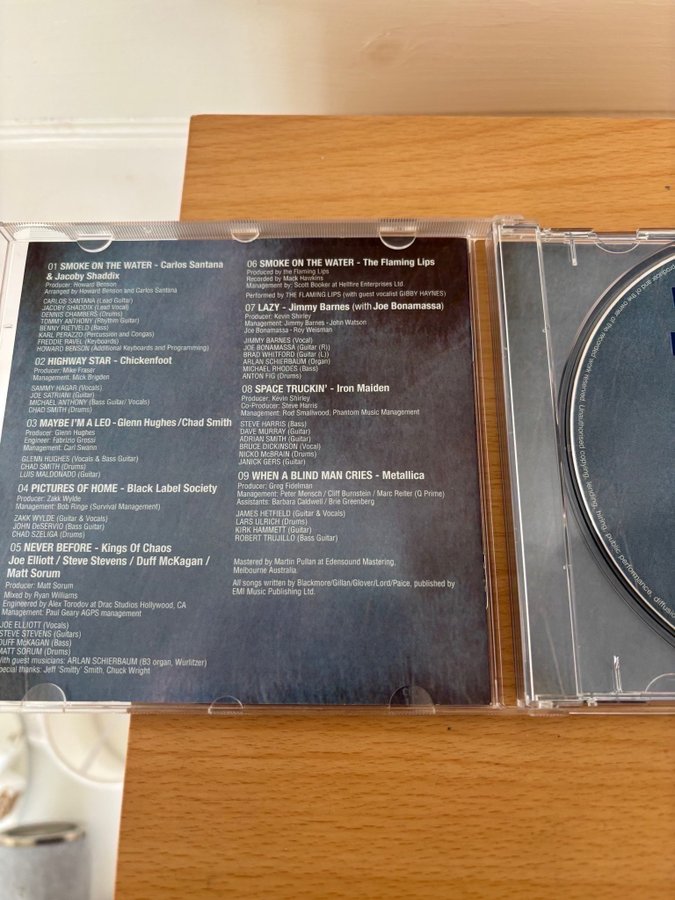 01 SMOKE ON THE WATER - Carlos Santana
& Jacoby Shaddix
Producer: Howard Benson
Arranged by Howard Benson and Carlos Santana
CARLOS SANTANA (Lead Guitar)
JACOBY SHADDIX (Lead Vocal)
DENNIS CHAMBERS (Drums)
TOMMY ANTHONY (Rhythm Guitar)
BENNY RIETVELD (Bass)
KARL PERAZZO (Percussion and Congas)
FREDDIE RAVEL (Keyboards)
HOWARD BENSON (Additional Keyboards and Programming)
02 HIGHWAY STAR - Chickenfoot
Producer: Mike Fraser
Management: Mick Brigden
SAMMY HAGAR (Vocals)
JOE SATRIANI (Guitar)
MICHAEL ANTHONY (Bass Guitar/ Vocals)
CHAD SMITH (Drums)
03 MAYBE I'M A LEO - Glenn Hughes / Chad Smith
Producer: Glenn Hughes
Engineer: Fabrizio Grossi
Management: Carl Swann
GLENN HUGHES (Vocals & Bass Guitar)
CHAD SMITH (Drums)
LUIS MALDONADO (Guitar)
04 PICTURES OF HOME - Black Label Society
Producer: Zakk Wylde
Management: Bob Ringe (Survival Management)
ZAKK WYLDE (Guitar & Vocals)
JOHN DeSERVIO (Bass Guitar)
CHAD SZELIGA (Drums)
05 NEVER BEFORE - Kings Of Chaos
Joe Elliott / Steve Stevens / Duff McKagan /
Matt Sorum
Producer: Matt Sorum
Mixed by Ryan Williams
Engineered by Alex Torodov at Drac Studios Hollywood, CA
Management: Paul Geary AGPS management
JOE ELLIOTT (Vocals)
STEVE STEVENS (Guitars)
DUFF McKAGAN (Bass)
MATT SORUM (Drums)
with guest musicians: ARLAN SCHIERBAUM (B3 organ, Wurlitzer)
special thanks: Jeff 'Smitty' Smith, Chuck Wright
06 SMOKE ON THE WATER - The Flaming Lips
Produced by the Flaming Lips
Recorded by Mack Hawkins
Management: by Scott Booker at Hellfire Enterprises Ltd.
Performed by THE FLAMING LIPS (with guest vocalist GIBBY HAYNES)
07 LAZY - Jimmy Barnes (with Joe Bonamassa)
Producer: Kevin Shirley
Management: Jimmy Barnes - John Watson
Joe Bonamassa - Roy Weisman
JIMMY BARNES (Vocal)
JOE BONAMASSA (Guitar (R))
BRAD WHITFORD (Guitar (L))
ARLAN SCHIERBAUM (Organ)
MICHAEL RHODES (Bass)
ANTON FIG (Drums)
08 SPACE TRUCKIN' - Iron Maiden
Producer: Kevin Shirley
Co-Producer: Steve Harris
Management: Rod Smallwood, Phantom Music Management
STEVE HARRIS (Bass)
DAVE MURRAY (Guitar)
ADRIAN SMITH (Guitar)
BRUCE DICKINSON (Vocal)
NICKO McBRAIN (Drums)
JANICK GERS (Guitar)
09 WHEN A BLIND MAN CRIES - Metallica
Producer: Greg Fidelman
Management: Peter Mensch / Cliff Burnstein / Marc Reiter (Q Prime)
Assistants: Barbara Caldwell / Brie Greenberg
JAMES HETFIELD (Guitar & Vocals)
LARS ULRICH (Drums)
KIRK HAMMETT (Guitar)
ROBERT TRUJILLO (Bass Guitar)
Mastered by Martin Pullan at Edensound Mastering.
Melbourne Australia.
All songs written by Blackmore/Gillan/Glover/Lord/Paice, published by
EMI Music Publishing Ltd.
producer and of the owner of the recorded work reserved. Unauthorised copying, lending, hiring, public performance, diffusion